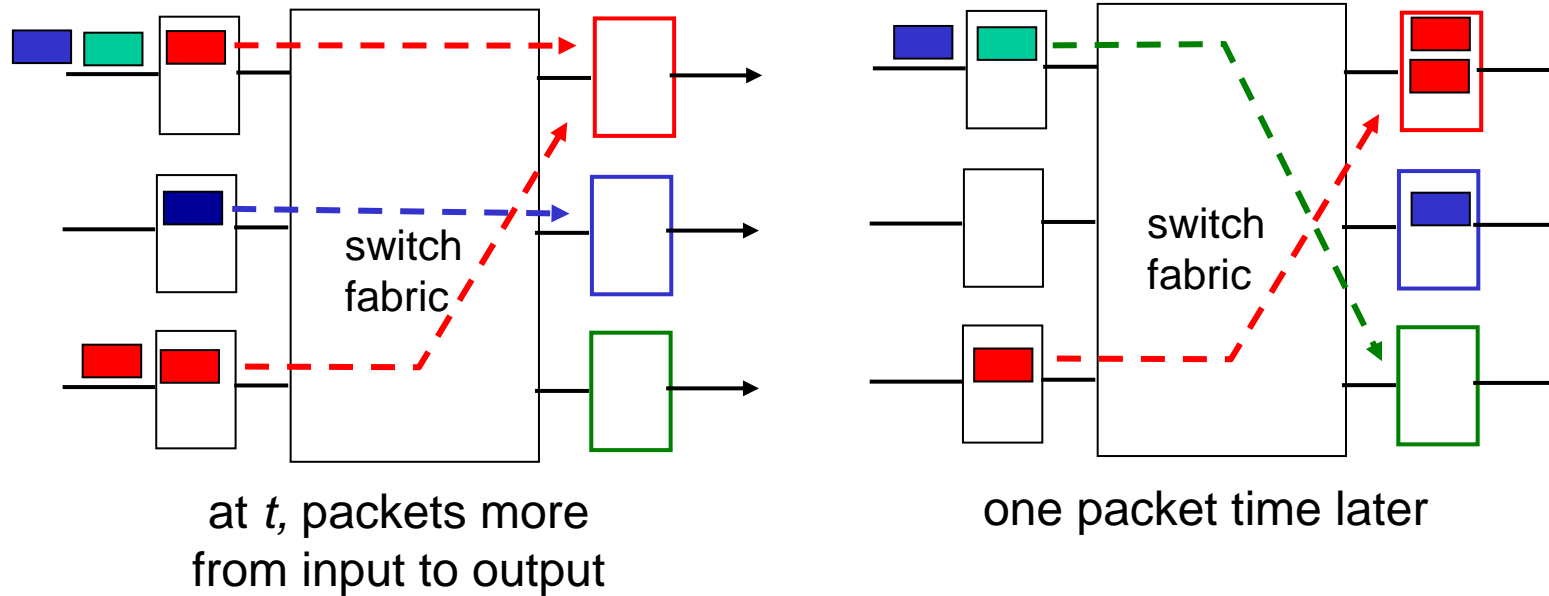 switch
fabric
at t, packets more
from input to output
switch
fabric
one packet time later